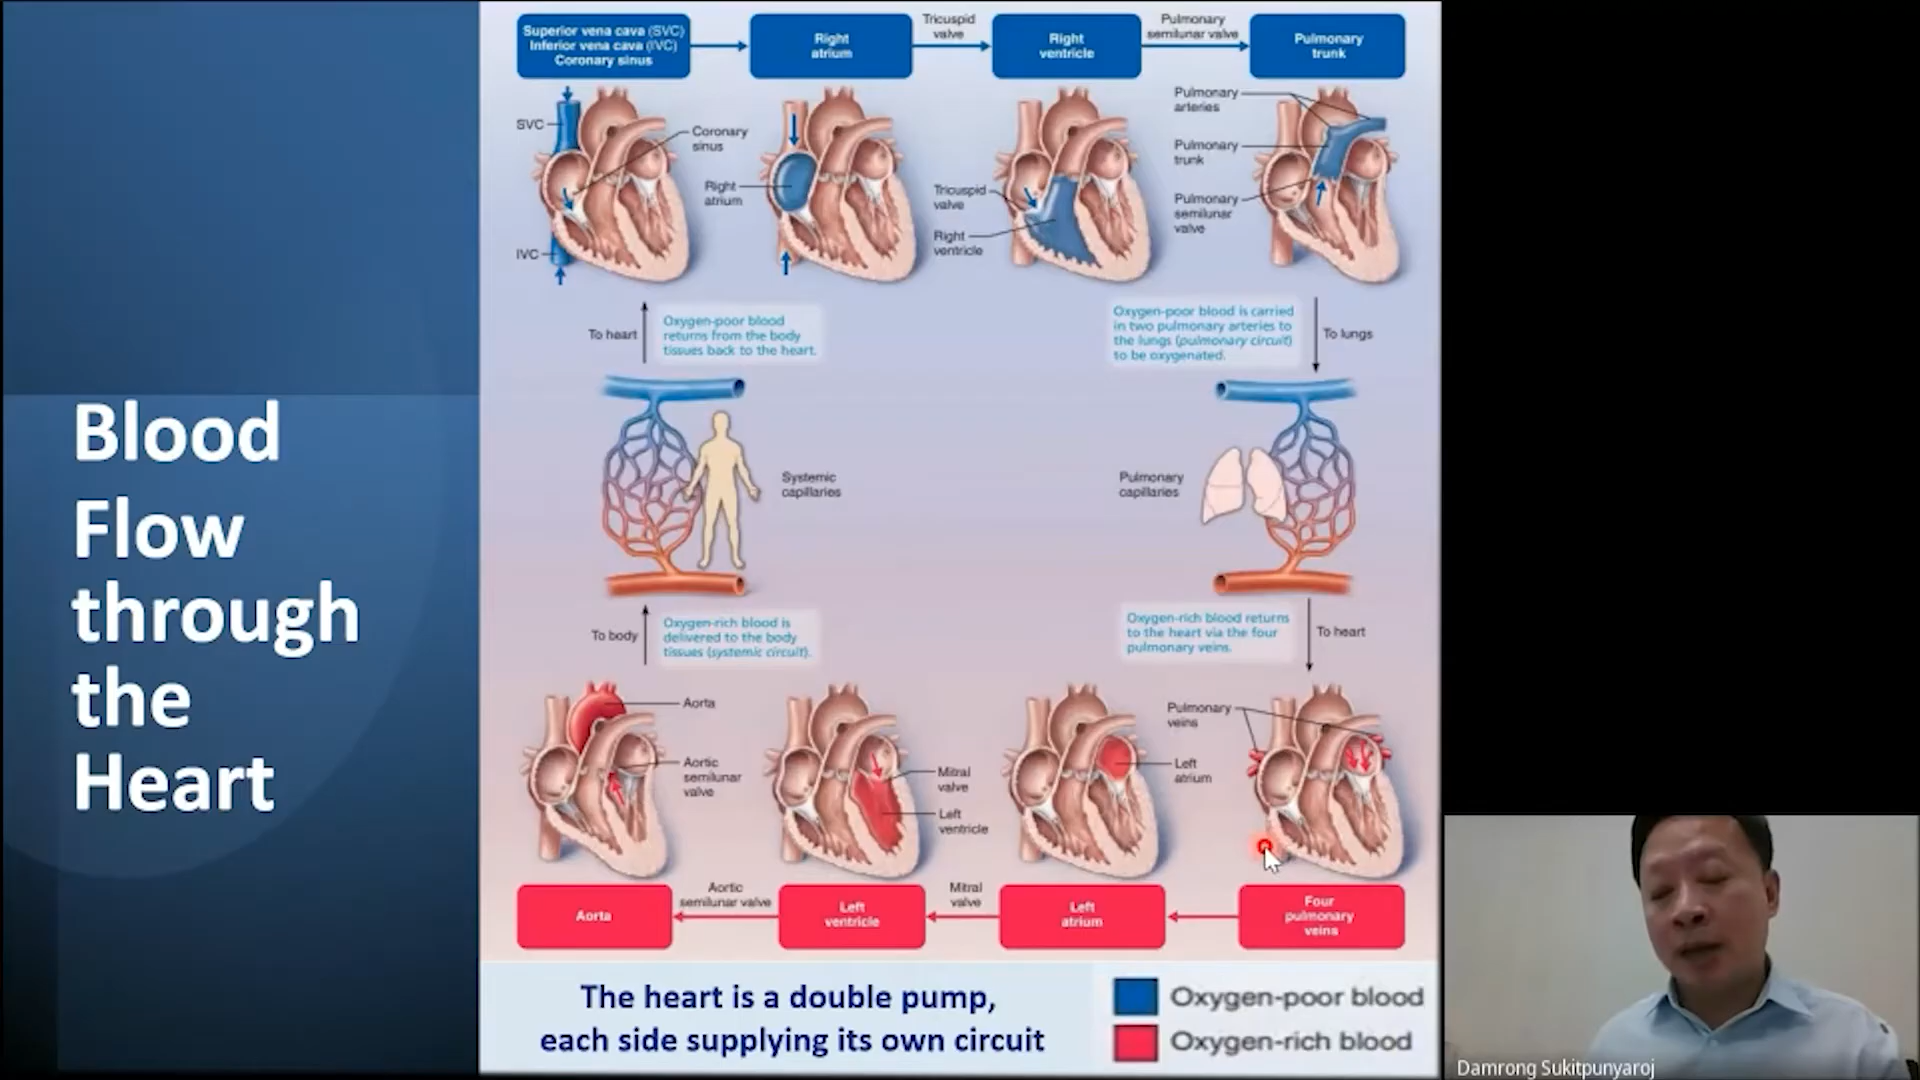 Blood
Flow
through
the
Heart
Superior vena cava (SVC)
Inferior vena cava (IVC)
Coronary sinus
Right
atrium
Tricuspid
valve
Right
ventricle
Pulmonary
semilunar valve
Pulmonary
trunk
SVC
Coronary
sinus
IVC
Right
atrium
Tricuspid
valve
Right
ventricle
Pulmonary
arteries
Pulmonary
trunk
Pulmonary
semilunar
valve
To heart
Oxygen-poor blood
returns from the body
tissues back to the heart.
Oxygen-poor blood is carried
in two pulmonary arteries to
the lungs (pulmonary circuit)
to be oxygenated.
To lungs
Systemic
capillaries
Pulmonary
capillaries
To body
Oxygen-rich blood is
delivered to the body
tissues (systemic circuit).
Oxygen-rich blood returns
to the heart via the four
pulmonary veins.
To heart
Aorta
Aortic
semilunar
valve
Mitral
valve
Left
ventricle
Left
atrium
Pulmonary
veins
Aorta
Aortic
semilunar valve
Left
ventricle
Mitral
valve
Left
atrium
Four
pulmonary
veins
The heart is a double pump,
each side supplying its own circuit
Oxygen-poor blood
Oxygen-rich blood
Damrong Sukitpunyaroj